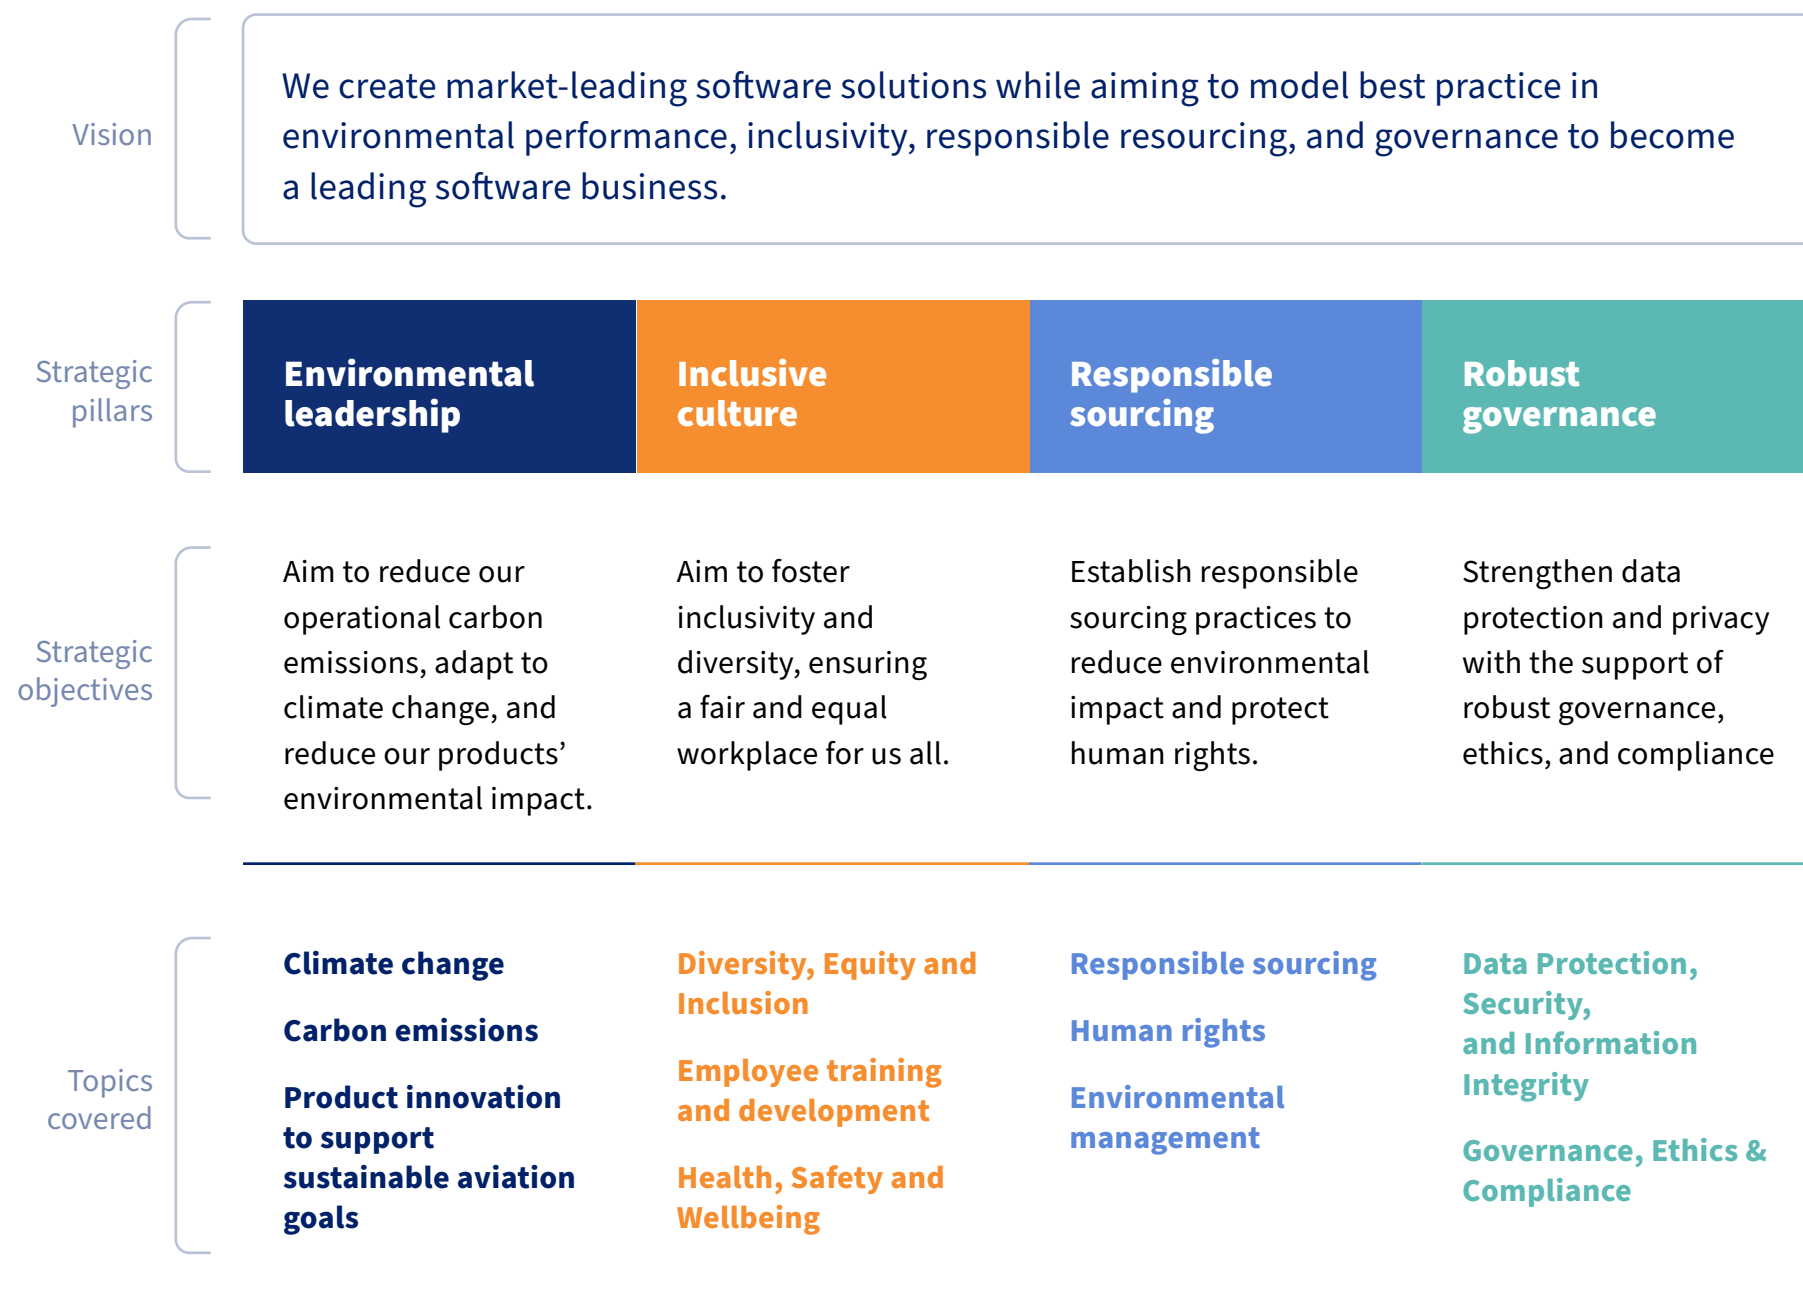 Vision
We create market-leading software solutions while aiming to model best practice in
environmental performance, inclusivity, responsible resourcing, and governance to become
a leading software business.
Strategic
pillars
Environmental
leadership
Inclusive
culture
Responsible
sourcing
Robust
governance
Strategic
objectives
Aim to reduce our
operational carbon
emissions, adapt to
climate change, and
reduce our products’
environmental impact.
Aim to foster
inclusivity and
diversity, ensuring
a fair and equal
workplace for us all.
Establish responsible
sourcing practices to
reduce environmental
impact and protect
human rights.
Strengthen data
protection and privacy
with the support of
robust governance,
ethics, and compliance
Topics
covered
Climate change
Carbon emissions
Product innovation
to support
sustainable aviation
goals
Diversity, Equity and
Inclusion
Employee training
and development
Health, Safety and
Wellbeing
Responsible sourcing
Human rights
Environmental
management
Data Protection,
Security,
and Information
Integrity
Governance, Ethics &
Compliance